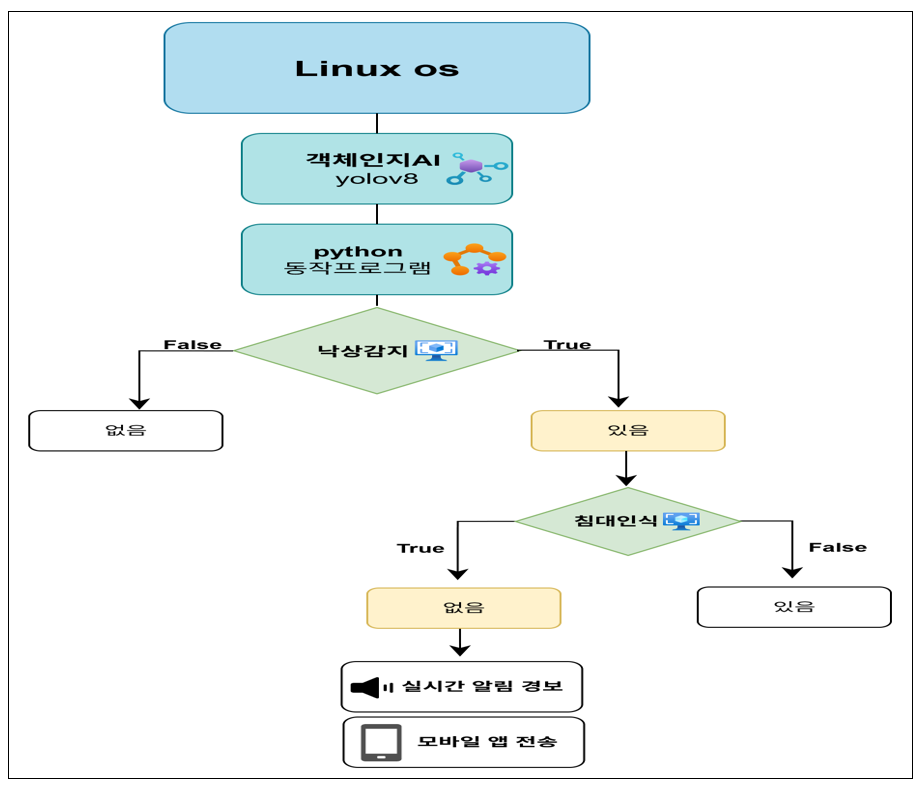 Linux os
객체인지AI
yolov8
python
동작프로그램
False
낙상감지
True
없음
있음
침대인식
True
False
없음
있음
실시간 알림 경보
모바일 앱 전송